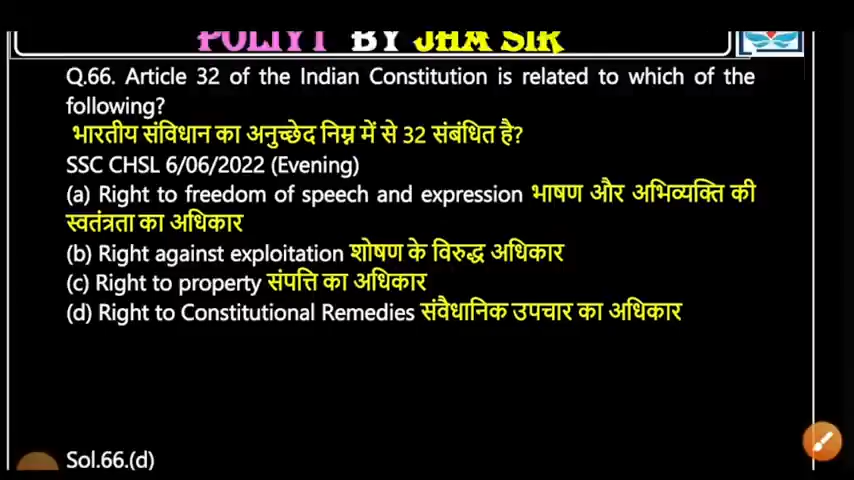 POLIYT BY JHA SIR
Q.66. Article 32 of the Indian Constitution is related to which of the
following?
भारतीय संविधान का अनुच्छेद निम्न में से 32 संबंधित है?
SSC CHSL 6/06/2022 (Evening)
(a) Right to freedom of speech and expression भाषण और अभिव्यक्ति की
स्वतंत्रता का अधिकार
(b) Right against exploitation शोषण के विरुद्ध अधिकार
(c) Right to property संपत्ति का अधिकार
(d) Right to Constitutional Remedies संवैधानिक उपचार का अधिकार
Sol.66.(d)